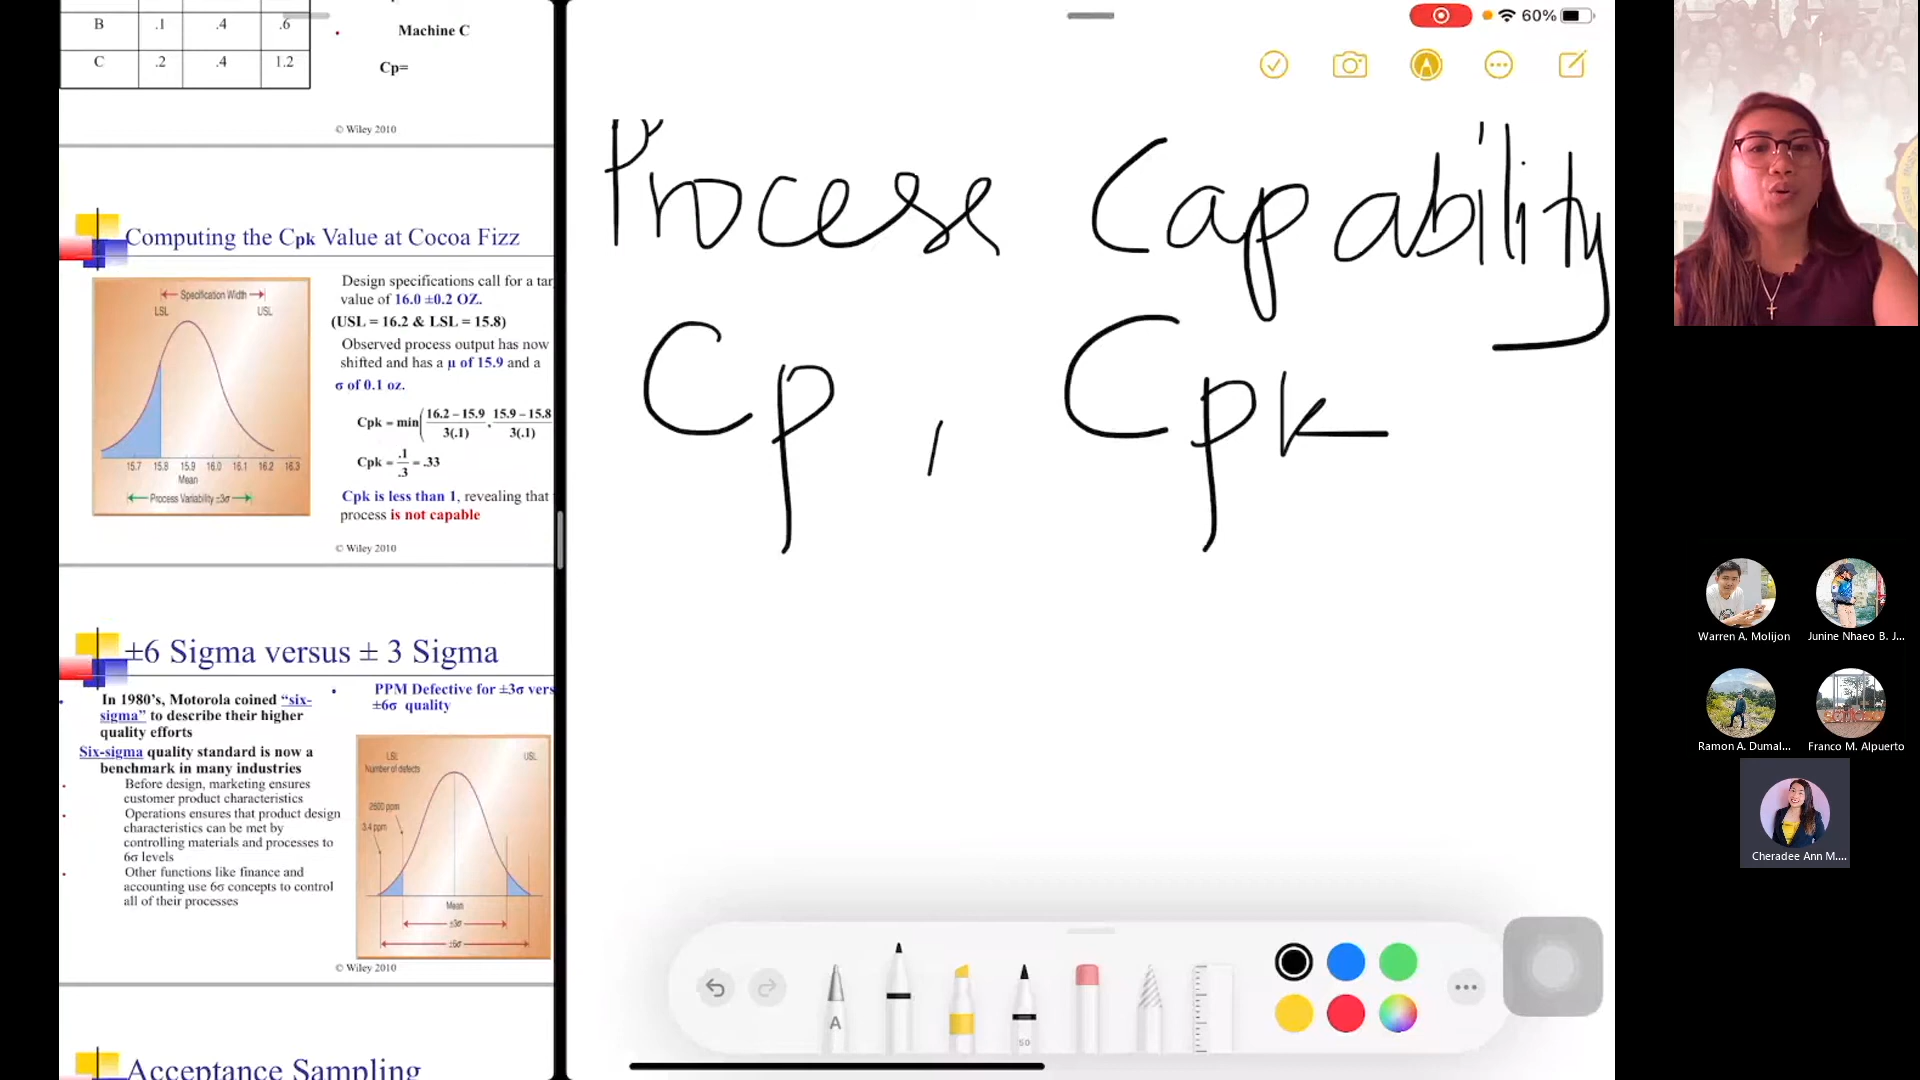 B .1 .4 .6
C .2 .4 1.2
Machine C
Cp=
© Wiley 2010
Computing the Cpk Value at Cocoa Fizz
Specification Width
LSL USL
15.7 15.8 15.9 16.0 16.1 16.2 16.3
Mean
Process Variability ±3σ
Design specifications call for a tar
value of 16.0 ±0.2 OZ.
(USL = 16.2 & LSL = 15.8)
Observed process output has now
shifted and has a µ of 15.9 and a
σ of 0.1 oz.
Cpk = min( 16.2 – 15.9 / 3(.1) , 15.9 – 15.8 / 3(.1)
Cpk = .1 / .3 = .33
Cpk is less than 1, revealing that
process is not capable
© Wiley 2010
±6 Sigma versus ± 3 Sigma
In 1980's, Motorola coined “six-
sigma” to describe their higher
quality efforts
Six-sigma quality standard is now a
benchmark in many industries
Before design, marketing ensures
customer product characteristics
Operations ensures that product design
characteristics can be met by
controlling materials and processes to
6σ levels
Other functions like finance and
accounting use 6σ concepts to control
all of their processes
PPM Defective for ±3σ vers
±6σ quality
LSL USL
Number of defects
2600 ppm
3.4 ppm
Mean
±3σ
±6σ
© Wiley 2010
Acceptance Sampling
60%
Process Capability
Cp, Cpk
A
50
Warren A. Molijon
Junine Nhaeo B. J...
Ramon A. Dumal...
Franco M. Alpuerto
Cheradee Ann M....